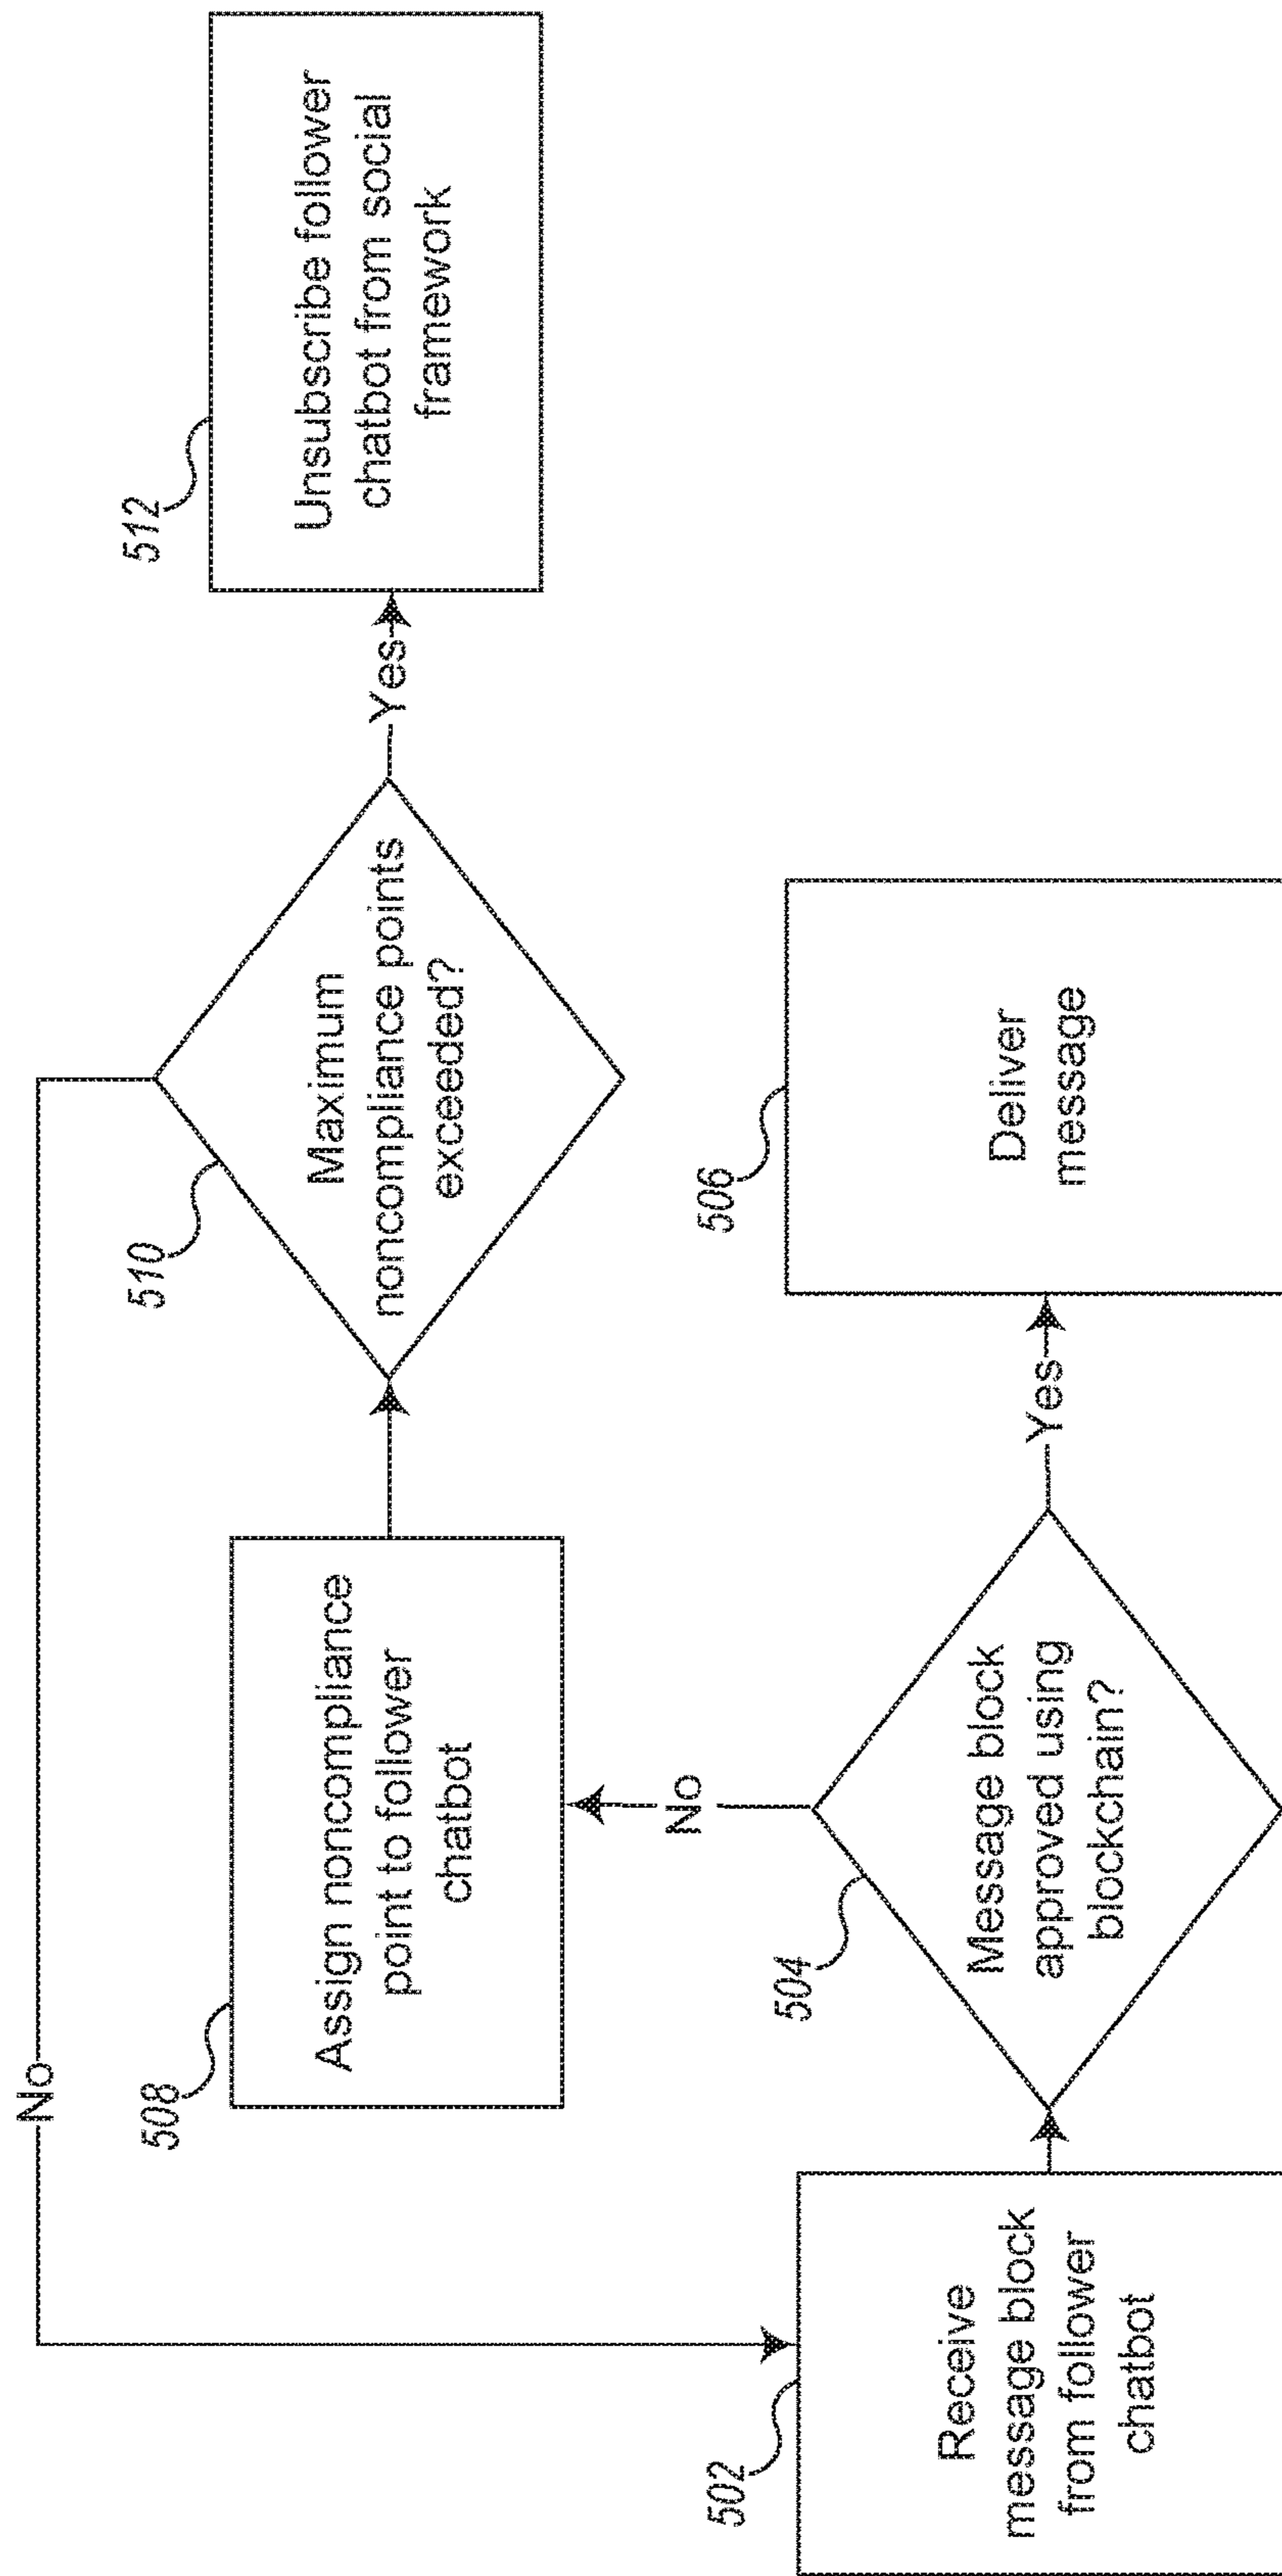 No
508
Assign noncompliance
point to follower
chatbot
510
Maximum
noncompliance points
exceeded?
Yes
512
Unsubscribe follower
chatbot from social
framework
No
502
Receive
message block
from follower
chatbot
504
Message block
approved using
blockchain?
Yes
506
Deliver
message